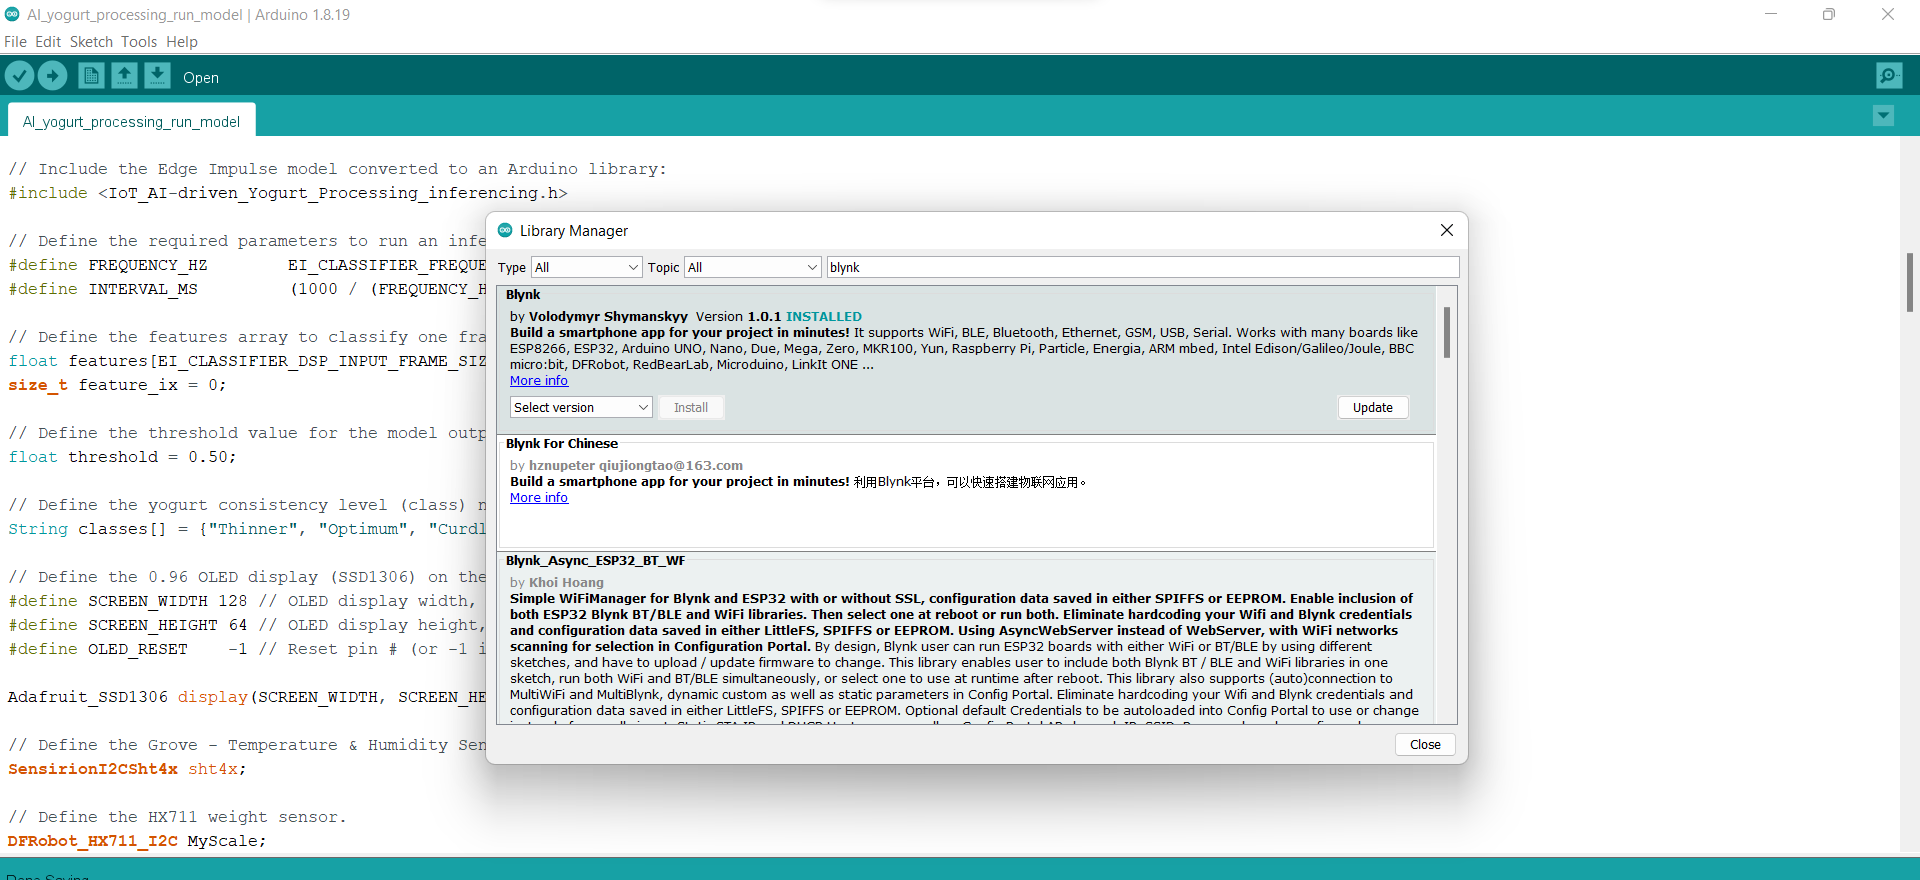 AI_yogurt_processing_run_model | Arduino 1.8.19
File Edit Sketch Tools Help
Open
AI_yogurt_processing_run_model
// Include the Edge Impulse model converted to an Arduino library:
#include <IoT_AI-driven_Yogurt_Processing_inferencing.h>
// Define the required parameters to run an infe
#define FREQUENCY_HZ        EI_CLASSIFIER_FREQUE
#define INTERVAL_MS         (1000 / (FREQUENCY_H
// Define the features array to classify one fra
float features[EI_CLASSIFIER_DSP_INPUT_FRAME_SIZ
size_t feature_ix = 0;
// Define the threshold value for the model outp
float threshold = 0.50;
// Define the yogurt consistency level (class) n
String classes[] = {"Thinner", "Optimum", "Curdl
// Define the 0.96 OLED display (SSD1306) on the
#define SCREEN_WIDTH 128 // OLED display width,
#define SCREEN_HEIGHT 64 // OLED display height,
#define OLED_RESET    -1 // Reset pin # (or -1 i
Adafruit_SSD1306 display(SCREEN_WIDTH, SCREEN_HE
// Define the Grove - Temperature & Humidity Sen
SensirionI2CSht4x sht4x;
// Define the HX711 weight sensor.
DFRobot_HX711_I2C MyScale;
Library Manager
Type All Topic All blynk
Blynk
by Volodymyr Shymanskyy Version 1.0.1 INSTALLED
Build a smartphone app for your project in minutes! It supports WiFi, BLE, Bluetooth, Ethernet, GSM, USB, Serial. Works with many boards like
ESP8266, ESP32, Arduino UNO, Nano, Due, Mega, Zero, MKR100, Yun, Raspberry Pi, Particle, Energia, ARM mbed, Intel Edison/Galileo/Joule, BBC
micro:bit, DFRobot, RedBearLab, Microduino, LinkIt ONE ...
More info
Select version Install Update
Blynk For Chinese
by hznupeter qiujiongtao@163.com
Build a smartphone app for your project in minutes! 利用Blynk平台，可以快速搭建物联网应用。
More info
Blynk_Async_ESP32_BT_WF
by Khoi Hoang
Simple WiFiManager for Blynk and ESP32 with or without SSL, configuration data saved in either SPIFFS or EEPROM. Enable inclusion of
both ESP32 Blynk BT/BLE and WiFi libraries. Then select one at reboot or run both. Eliminate hardcoding your Wifi and Blynk credentials
and configuration data saved in either LittleFS, SPIFFS or EEPROM. Using AsyncWebServer instead of WebServer, with WiFi networks
scanning for selection in Configuration Portal. By design, Blynk user can run ESP32 boards with either WiFi or BT/BLE by using different
sketches, and have to upload / update firmware to change. This library enables user to include both Blynk BT / BLE and WiFi libraries in one
sketch, run both WiFi and BT/BLE simultaneously, or select one to use at runtime after reboot. This library also supports (auto)connection to
MultiWiFi and MultiBlynk, dynamic custom as well as static parameters in Config Portal. Eliminate hardcoding your Wifi and Blynk credentials and
configuration data saved in either LittleFS, SPIFFS or EEPROM. Optional default Credentials to be autoloaded into Config Portal to use or change
Close
Done Saving